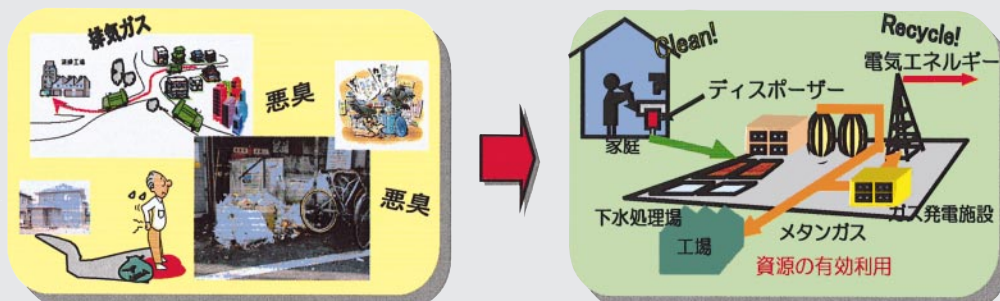 排気ガス
悪臭
悪臭
Clean!
Recycle!
電気エネルギー
ディスポーザー
家庭
下水処理場
ガス発電施設
工場
メタンガス
資源の有効利用